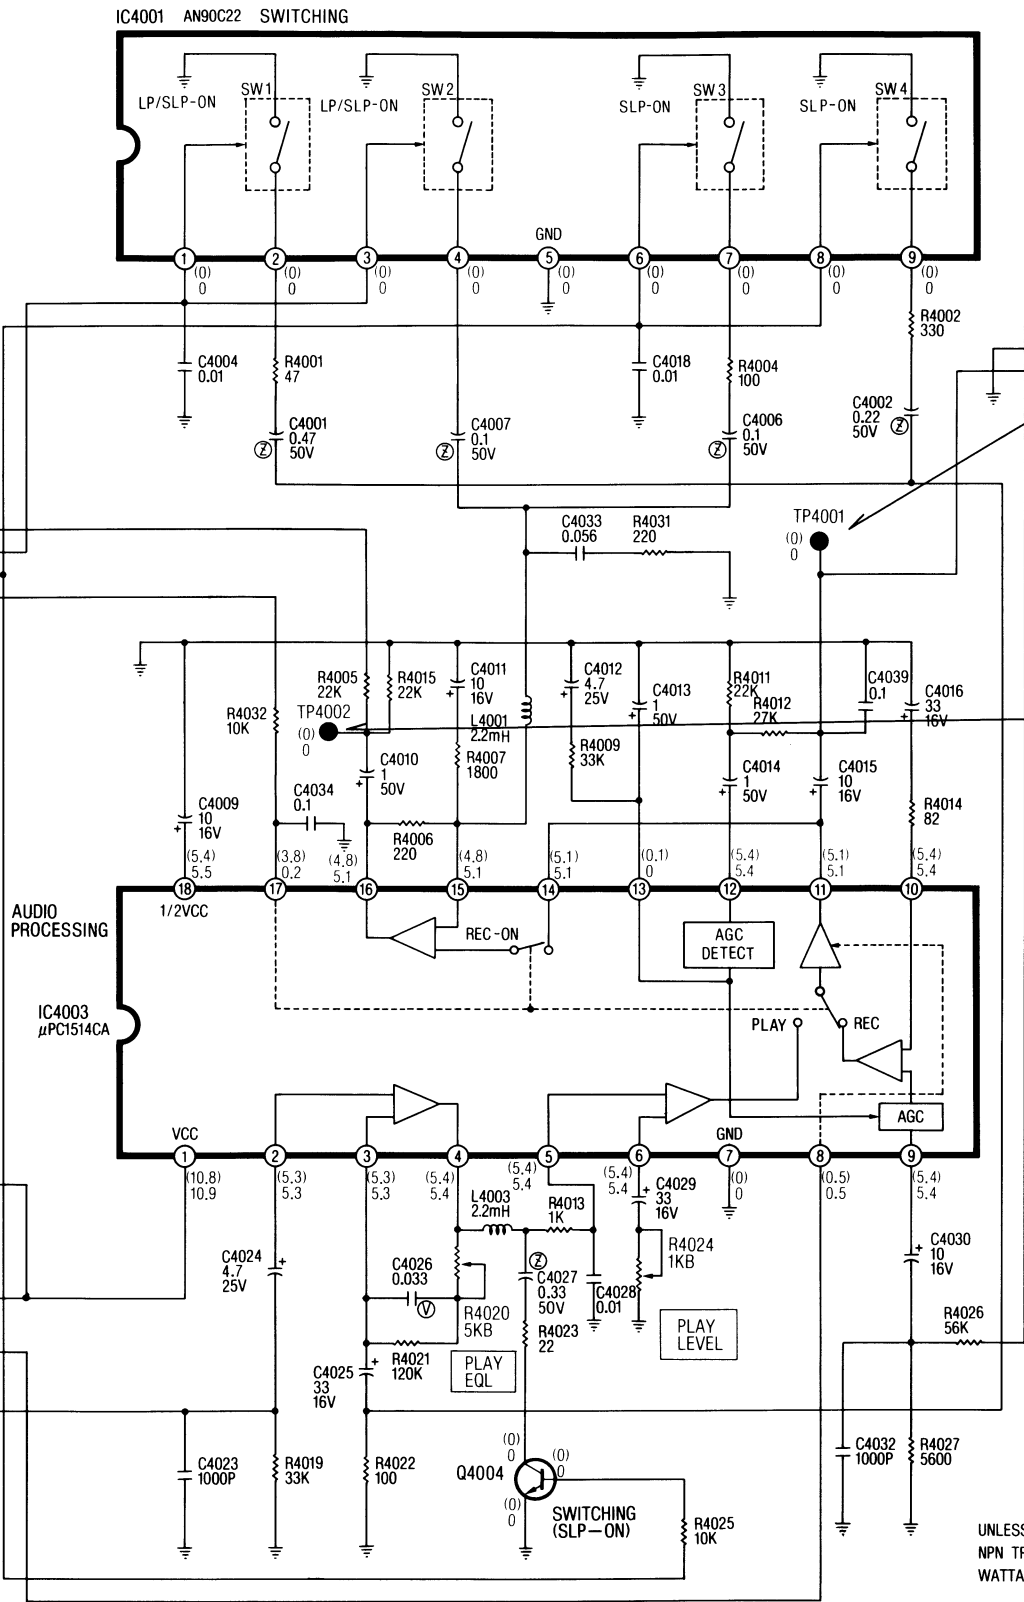 IC4001 AN90C22 SWITCHING
SW1 SW2 SW3 SW4
LP/SLP-ON LP/SLP-ON SLP-ON SLP-ON
GND
1 2 3 4 5 6 7 8 9
(0) (0) (0) (0) (0) (0) (0) (0) (0)
0 0 0 0 0 0 0 0 0
R4002
330
C4004
0.01
R4001
47
C4018
0.01
R4004
100
C4001
0.47
50V
Z
C4007
0.1
50V
Z
C4006
0.1
50V
Z
C4002
0.22
50V
Z
C4033
0.056
R4031
220
TP4001
(0)
0
R4005
22K
R4015
22K
C4011
10
16V
C4012
4.7
25V
C4013
1
50V
R4011
22K
C4039
0.1
C4016
33
16V
R4032
10K
TP4002
(0)
0
L4001
2.2mH
R4012
27K
R4007
1800
R4009
33K
C4010
1
50V
C4014
1
50V
C4015
10
16V
C4009
10
16V
C4034
0.1
R4006
220
R4014
82
(5.4) (3.8) (4.8) (4.8) (5.1) (0.1) (5.4) (5.1) (5.4)
5.5 0.2 5.1 5.1 5.1 0 5.4 5.1 5.4
18 17 16 15 14 13 12 11 10
1/2VCC
AUDIO
PROCESSING
REC-ON
AGC
DETECT
IC4003
μPC1514CA
PLAY REC
AGC
VCC GND
1 2 3 4 5 6 7 8 9
(10.8) (5.3) (5.3) (5.4) (5.4) (5.4) (0) (0.5) (5.4)
10.9 5.3 5.3 5.4 5.4 5.4 0 0.5 5.4
L4003
2.2mH
R4013
1K
C4029
33
16V
C4024
4.7
25V
C4026
0.033
V
Z
C4027
0.33
50V
C4028
0.01
R4024
1KB
C4030
10
16V
R4020
5KB
R4023
22
PLAY
LEVEL
R4026
56K
R4021
120K
PLAY
EQL
C4025
33
16V
C4023
1000P
R4019
33K
R4022
100
(0)
0
Q4004
(0)
0
(0)
0
SWITCHING
(SLP-ON)
R4025
10K
C4032
1000P
R4027
5600
UNLESS
NPN TR
WATTA